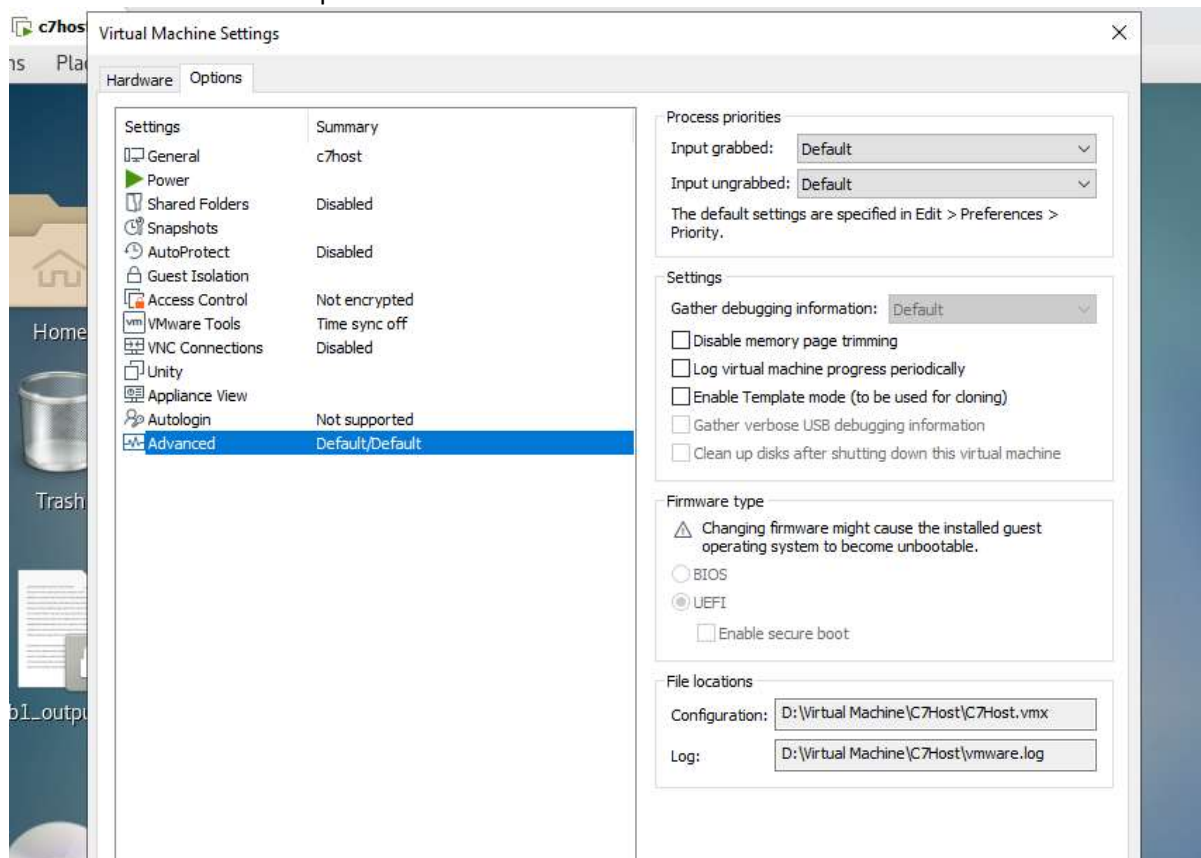 c7host
Virtual Machine Settings
ns Pla
Hardware Options
Settings Summary
General c7host
Power
Shared Folders Disabled
Snapshots
AutoProtect Disabled
Guest Isolation
Access Control Not encrypted
vm VMware Tools Time sync off
VNC Connections Disabled
Unity
Appliance View
Autologin Not supported
Advanced Default/Default
Process priorities
Input grabbed: Default
Input ungrabbed: Default
The default settings are specified in Edit > Preferences >
Priority.
Settings
Gather debugging information: Default
Disable memory page trimming
Log virtual machine progress periodically
Enable Template mode (to be used for cloning)
Gather verbose USB debugging information
Clean up disks after shutting down this virtual machine
Firmware type
Changing firmware might cause the installed guest
operating system to become unbootable.
BIOS
UEFI
Enable secure boot
File locations
Configuration: D:\Virtual Machine\C7Host\C7Host.vmx
Log: D:\Virtual Machine\C7Host\vmware.log
Home
Trash
b1_outpu